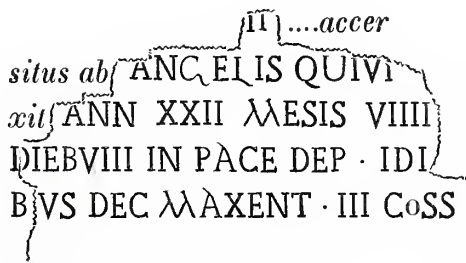 II ....accer
situs ab ANGELIS QUIVI
xit ANN XXII MESIS VIIII
DIEBVIII IN PACE DEP · IDI
BVS DEC MAXENT · III CoSS